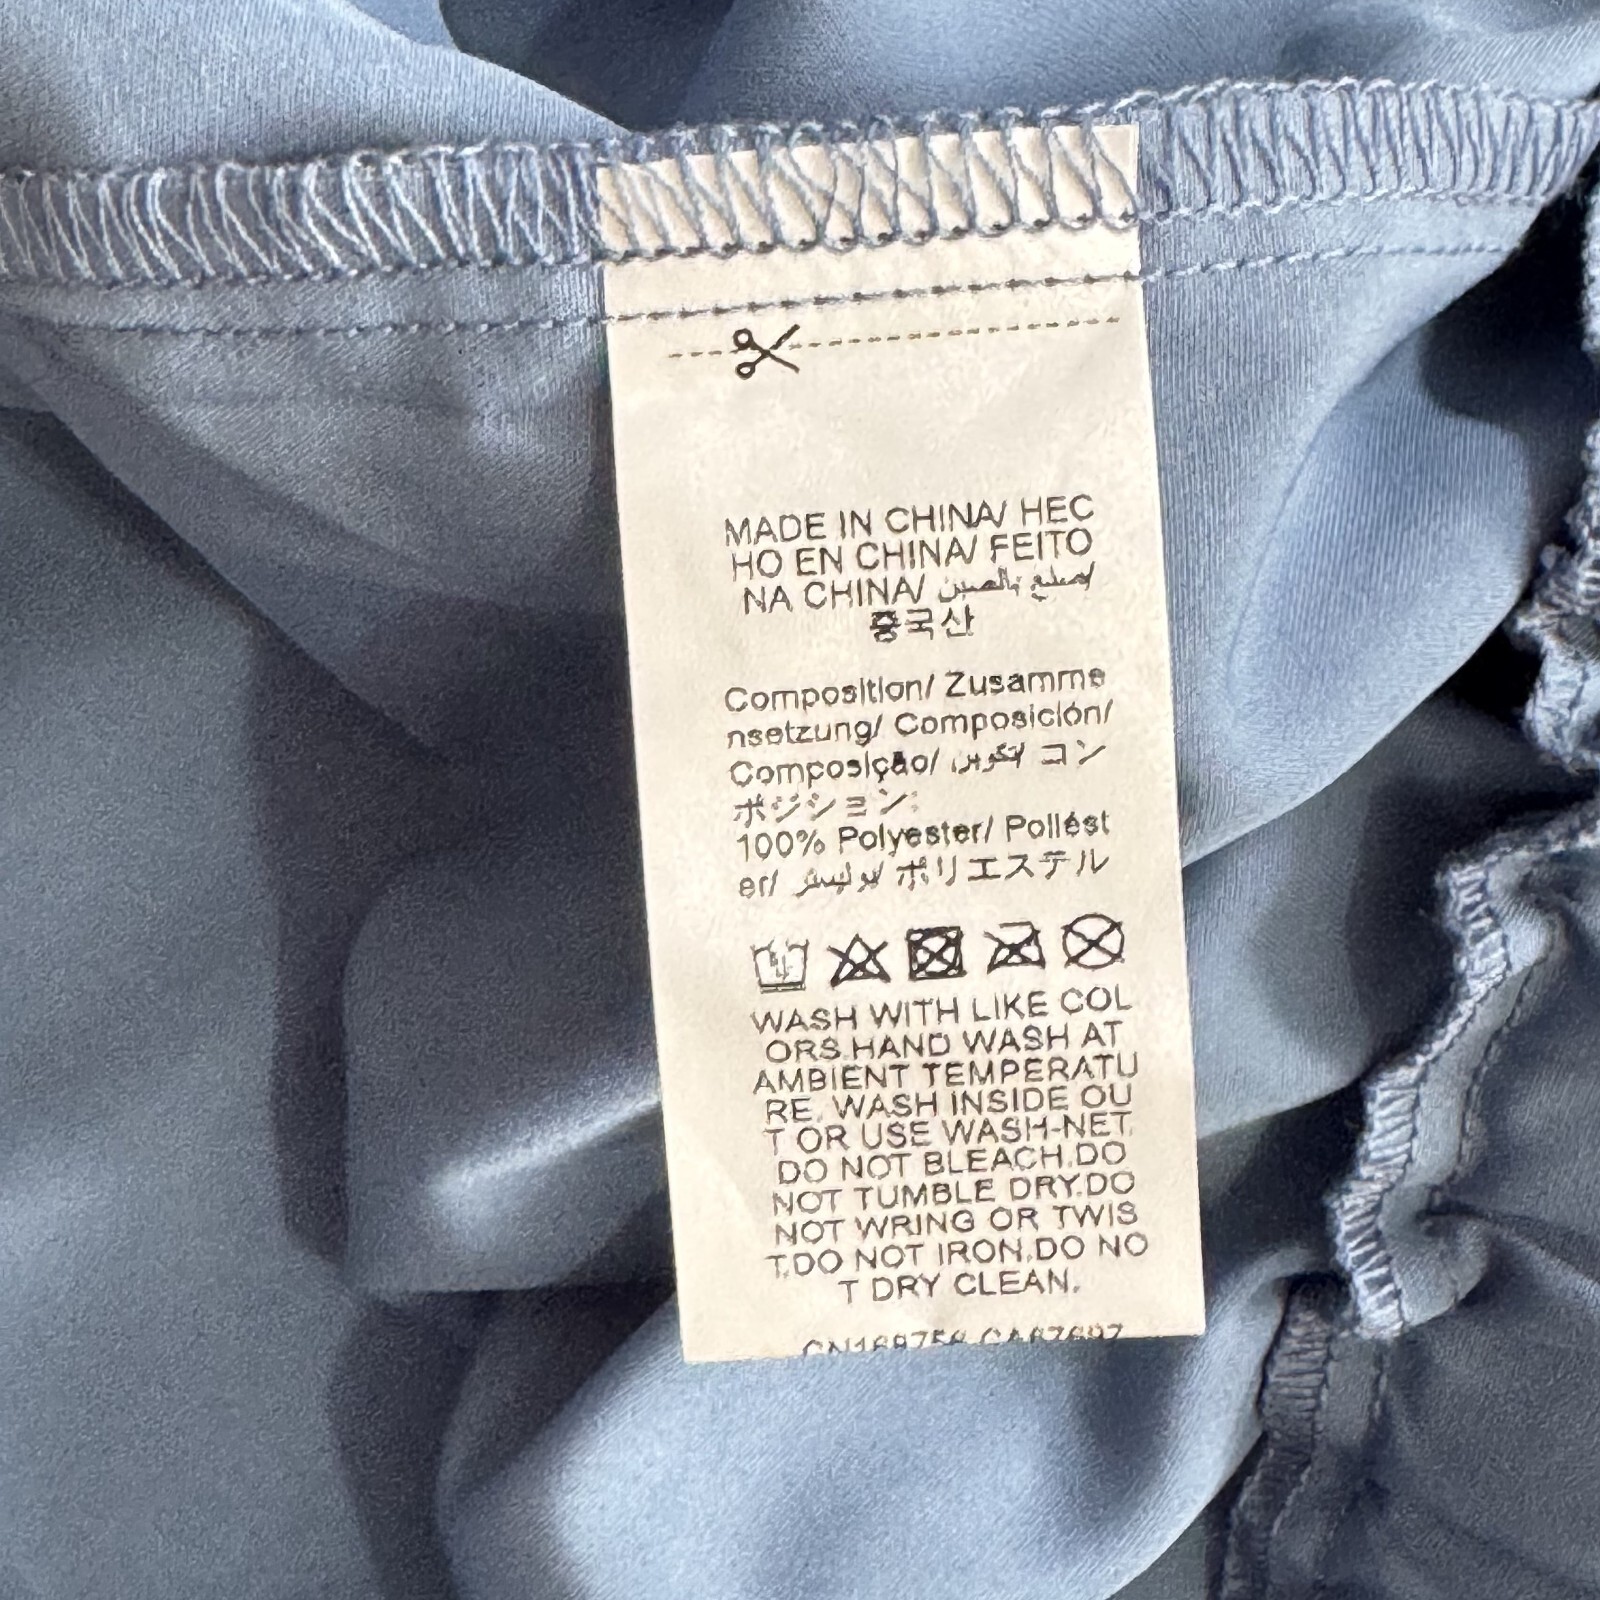 MADE IN CHINA/ HEC
HO EN CHINA/ FEITO
NA CHINA/ صنع بالصين/
중국산
Composition/ Zusamme
nsetzung/ Composición/
Composição/ تكوين/ コン
ポジション:
100% Polyester/ Poliést
er/ بوليستر/ ポリエステル
WASH WITH LIKE COL
ORS.HAND WASH AT
AMBIENT TEMPERATU
RE. WASH INSIDE OU
T OR USE WASH-NET.
DO NOT BLEACH.DO
NOT TUMBLE DRY.DO
NOT WRING OR TWIS
T.DO NOT IRON.DO NO
T DRY CLEAN.